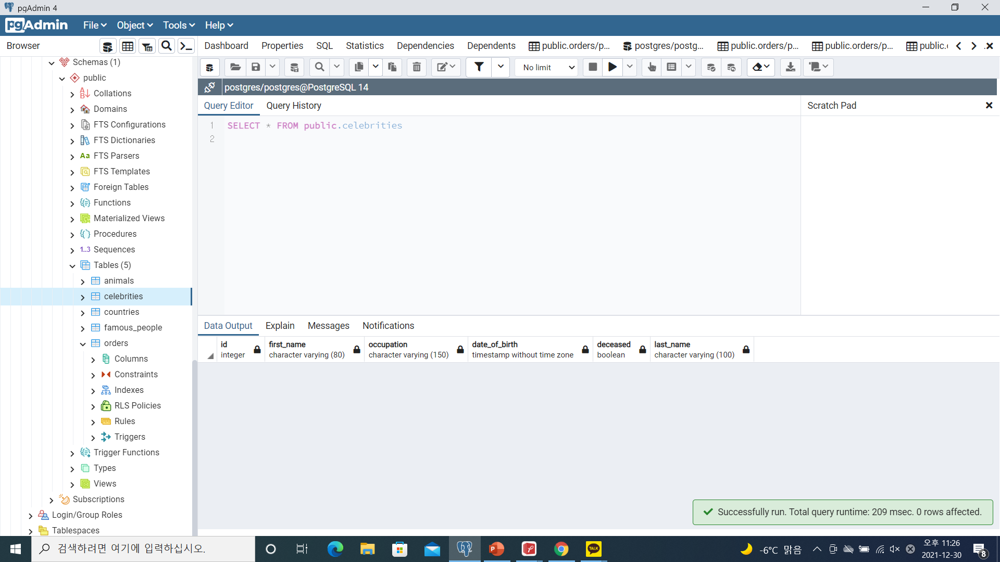 pgAdmin 4
pgAdmin File Object Tools Help
Browser
Dashboard Properties SQL Statistics Dependencies Dependents public.orders/p... postgres/postg... public.orders/p... public.orders/p... public.
No limit
postgres/postgres@PostgreSQL 14
Query Editor Query History
Scratch Pad
1 SELECT * FROM public.celebrities
2
Schemas (1)
public
Collations
Domains
FTS Configurations
FTS Dictionaries
Aa FTS Parsers
FTS Templates
Foreign Tables
Functions
Materialized Views
Procedures
1..3 Sequences
Tables (5)
animals
celebrities
countries
famous_people
orders
Columns
Constraints
Indexes
RLS Policies
Rules
Triggers
Trigger Functions
Types
Views
Subscriptions
Login/Group Roles
Tablespaces
Data Output Explain Messages Notifications
id
integer
first_name
character varying (80)
occupation
character varying (150)
date_of_birth
timestamp without time zone
deceased
boolean
last_name
character varying (100)
Successfully run. Total query runtime: 209 msec. 0 rows affected.
검색하려면 여기에 입력하십시오.
P
TALK
-6°C 맑음
오후 11:26
2021-12-30
8